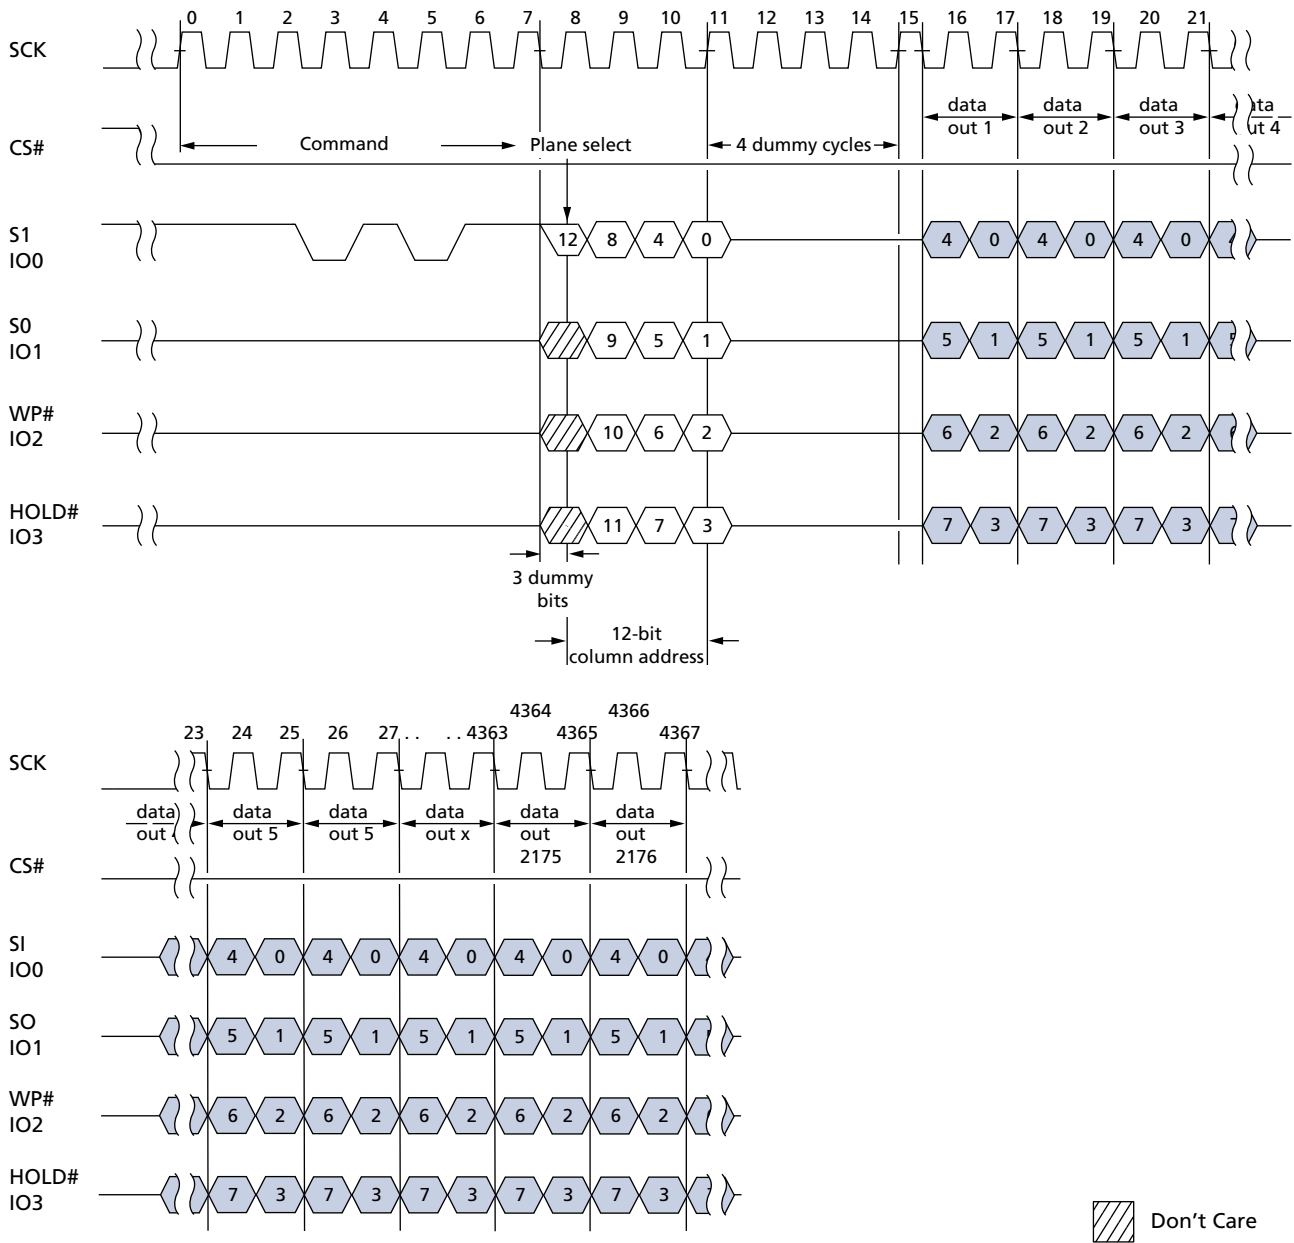 0 1 2 3 4 5 6 7 8 9 10 11 12 13 14 15 16 17 18 19 20 21
SCK
data out 1
data out 2
data out 3
ata ut 4
CS#
Command
Plane select
4 dummy cycles
S1
IO0
12 8 4 0 4 0 4 0 4 0
S0
IO1
9 5 1 5 1 5 1 5 1
WP#
IO2
10 6 2 6 2 6 2 6 2
HOLD#
IO3
11 7 3 7 3 7 3 7 3
3 dummy
bits
12-bit
column address
4364 4366
23 24 25 26 27 . . . . 4363 4365 4367
SCK
data out
data out 5
data out 5
data out x
data out 2175
data out 2176
CS#
SI
IO0
4 0 4 0 4 0 4 0 4 0
SO
IO1
5 1 5 1 5 1 5 1 5 1
WP#
IO2
6 2 6 2 6 2 6 2 6 2
HOLD#
IO3
7 3 7 3 7 3 7 3 7 3
Don't Care